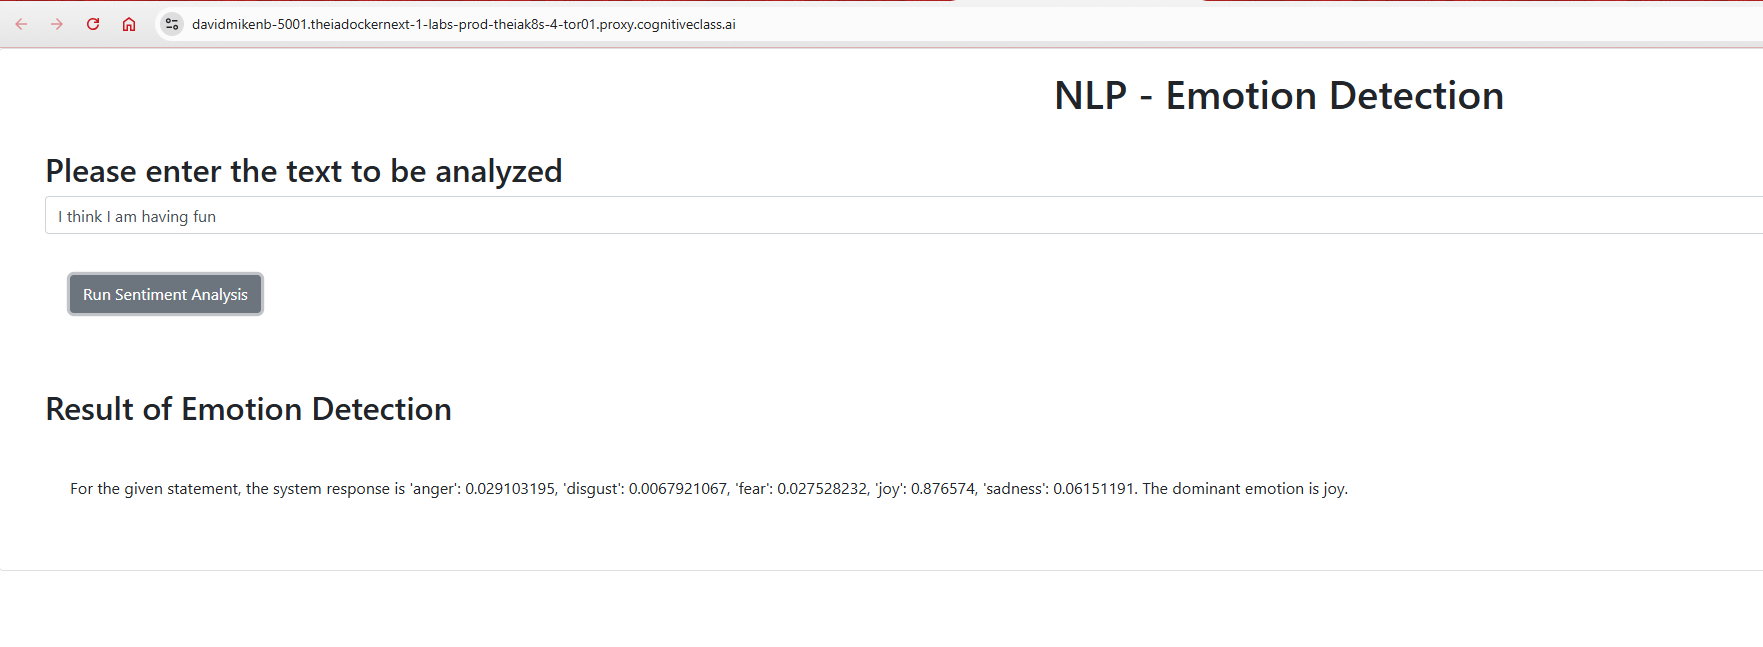 davidmikenb-5001.theiadockernext-1-labs-prod-theiak8s-4-tor01.proxy.cognitiveclass.ai
NLP - Emotion Detection
Please enter the text to be analyzed
I think I am having fun
Run Sentiment Analysis
Result of Emotion Detection
For the given statement, the system response is 'anger': 0.029103195, 'disgust': 0.0067921067, 'fear': 0.027528232, 'joy': 0.876574, 'sadness': 0.06151191. The dominant emotion is joy.